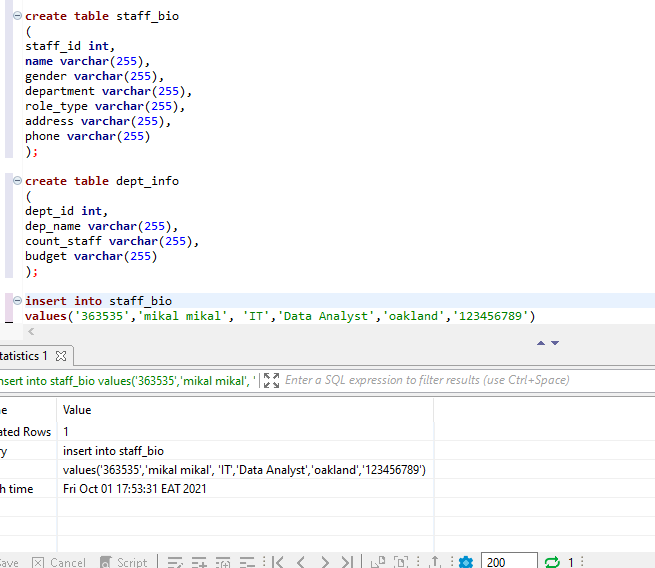 create table staff_bio
(
staff_id int,
name varchar(255),
gender varchar(255),
department varchar(255),
role_type varchar(255),
address varchar(255),
phone varchar(255)
);
create table dept_info
(
dept_id int,
dep_name varchar(255),
count_staff varchar(255),
budget varchar(255)
);
insert into staff_bio
values('363535','mikal mikal', 'IT','Data Analyst','oakland','123456789')
tatistics 1
nsert into staff_bio values('363535','mikal mikal', ' Enter a SQL expression to filter results (use Ctrl+Space)
e Value
ated Rows 1
ry insert into staff_bio
values('363535','mikal mikal', 'IT','Data Analyst','oakland','123456789')
h time Fri Oct 01 17:53:31 EAT 2021
ave Cancel Script 200 1